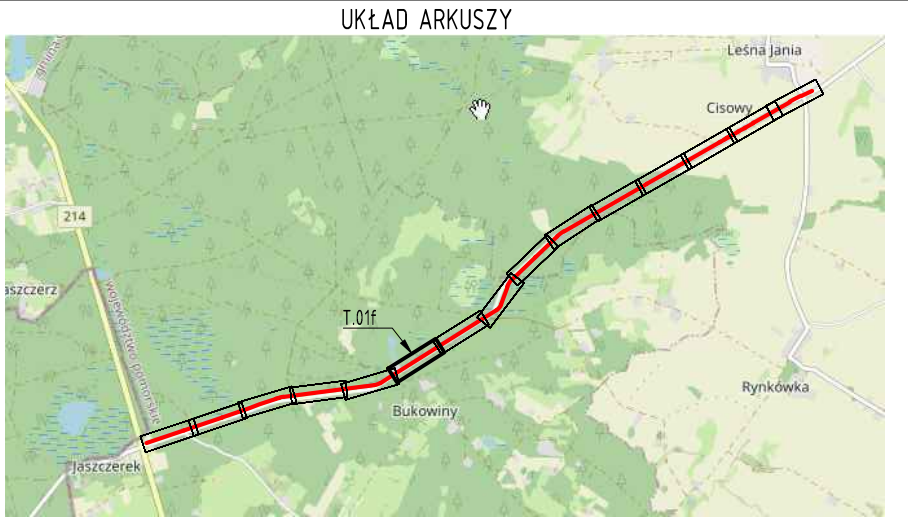 UKŁAD ARKUSZY
Leśna Jania
Cisowy
214
aszczerz
województwo pomorskie
T.01f
Rynkówka
Bukowiny
Jaszczerek